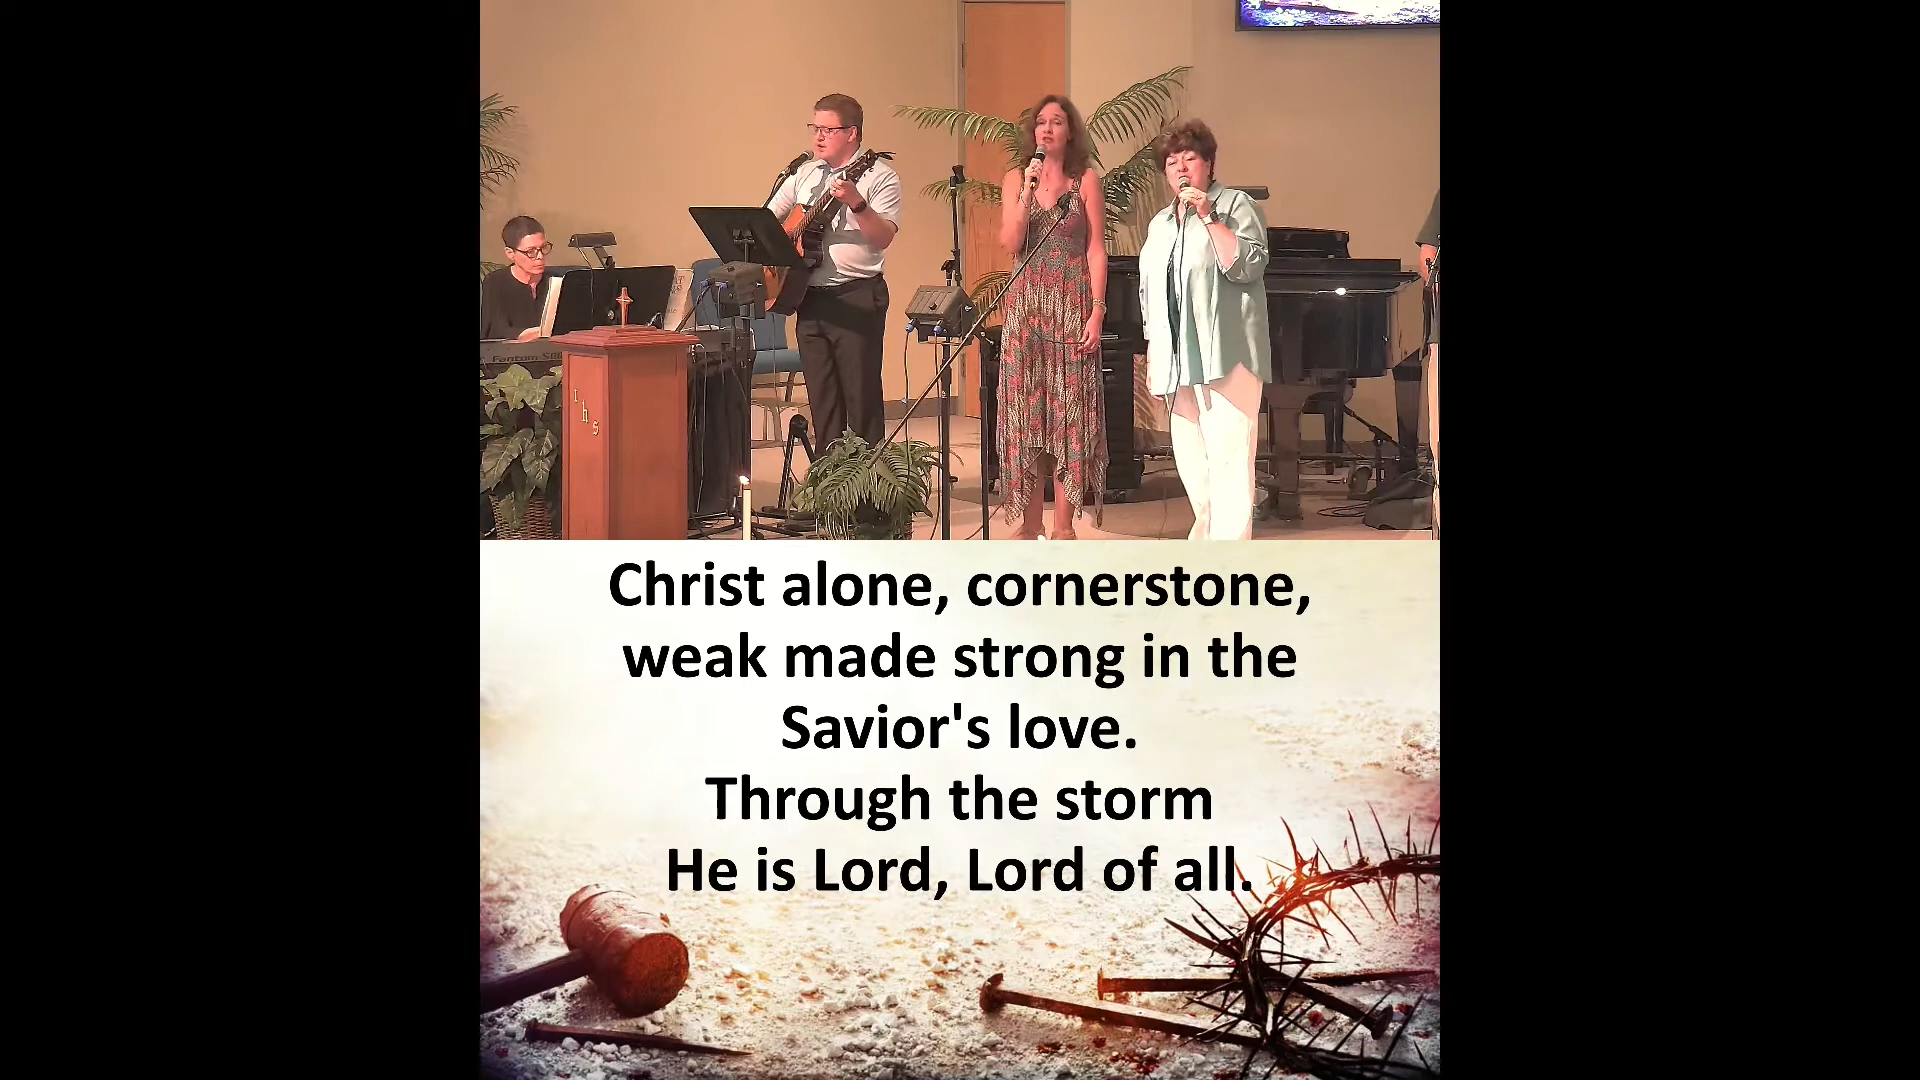 Fantom
I
h
s
Christ alone, cornerstone,
weak made strong in the
Savior's love.
Through the storm
He is Lord, Lord of all.